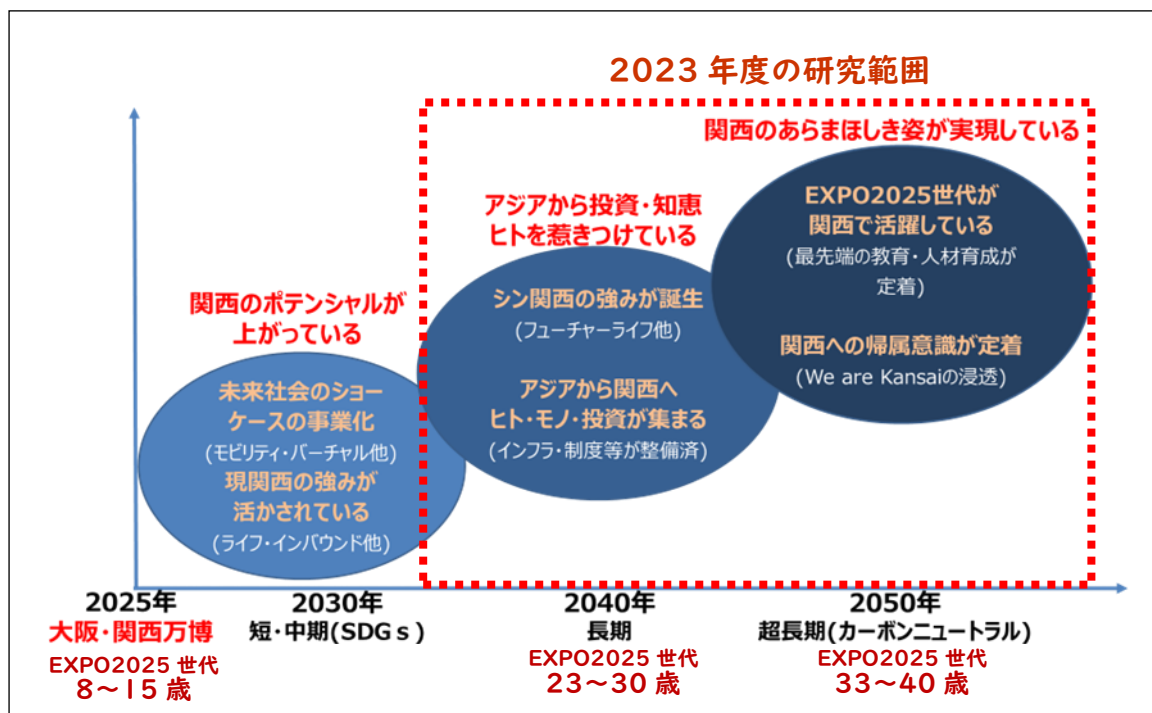 2023 年度の研究範囲
関西のあらまほしき姿が実現している
EXPO2025世代が
関西で活躍している
(最先端の教育・人材育成が
定着)
関西への帰属意識が定着
(We are Kansaiの浸透)
アジアから投資・知恵
ヒトを惹きつけている
シン関西の強みが誕生
(フューチャーライフ他)
アジアから関西へ
ヒト・モノ・投資が集まる
(インフラ・制度等が整備済)
関西のポテンシャルが
上がっている
未来社会のショー
ケースの事業化
(モビリティ・バーチャル他)
現関西の強みが
活かされている
(ライフ・インバウンド他)
2025年
大阪・関西万博
EXPO2025 世代
8～15 歳
2030年
短・中期(SDGｓ)
2040年
長期
EXPO2025 世代
23～30 歳
2050年
超長期(カーボンニュートラル)
EXPO2025 世代
33～40 歳